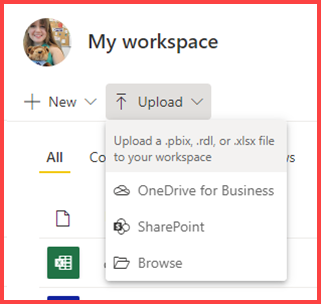 My workspace
New
Upload
Upload a .pbix, .rdl, or .xlsx file
to your workspace
All
OneDrive for Business
SharePoint
Browse